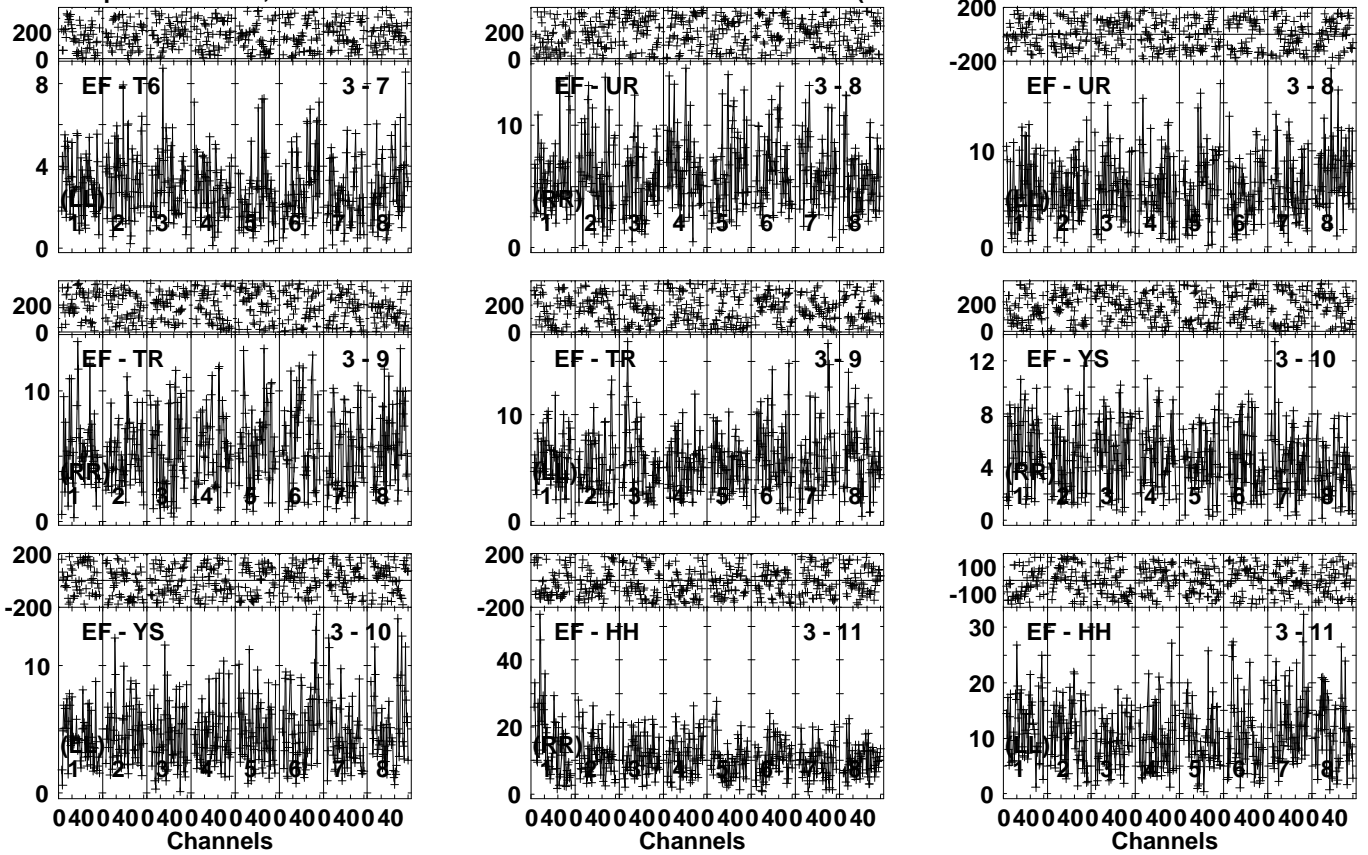 200 200 200
0 0 -200
8 EF - T6 3 - 7
4
(LL)
1 2 3 4 5 6 7 8
0
EF - UR 3 - 8
10
(RR)
1 2 3 4 5 6 7 8
0
EF - UR 3 - 8
10
(LL)
1 2 3 4 5 6 7 8
0
200 200 200
0 0 0
EF - TR 3 - 9
10
(RR)
1 2 3 4 5 6 7 8
0
EF - TR 3 - 9
10
(LL)
1 2 3 4 5 6 7 8
0
12 EF - YS 3 - 10
8
4
(RR)
1 2 3 4 5 6 7 8
0
200 200 100
-200 -200 -100
EF - YS 3 - 10
10
(LL)
1 2 3 4 5 6 7 8
0
EF - HH 3 - 11
40
20
(RR)
1 2 3 4 5 6 7 8
0
30 EF - HH 3 - 11
20
10
(LL)
1 2 3 4 5 6 7 8
0
0 40 0 40 0 40 0 40 0 40 0 40 0 40 0 40
Channels
0 40 0 40 0 40 0 40 0 40 0 40 0 40 0 40
Channels
0 40 0 40 0 40 0 40 0 40 0 40 0 40 0 40
Channels